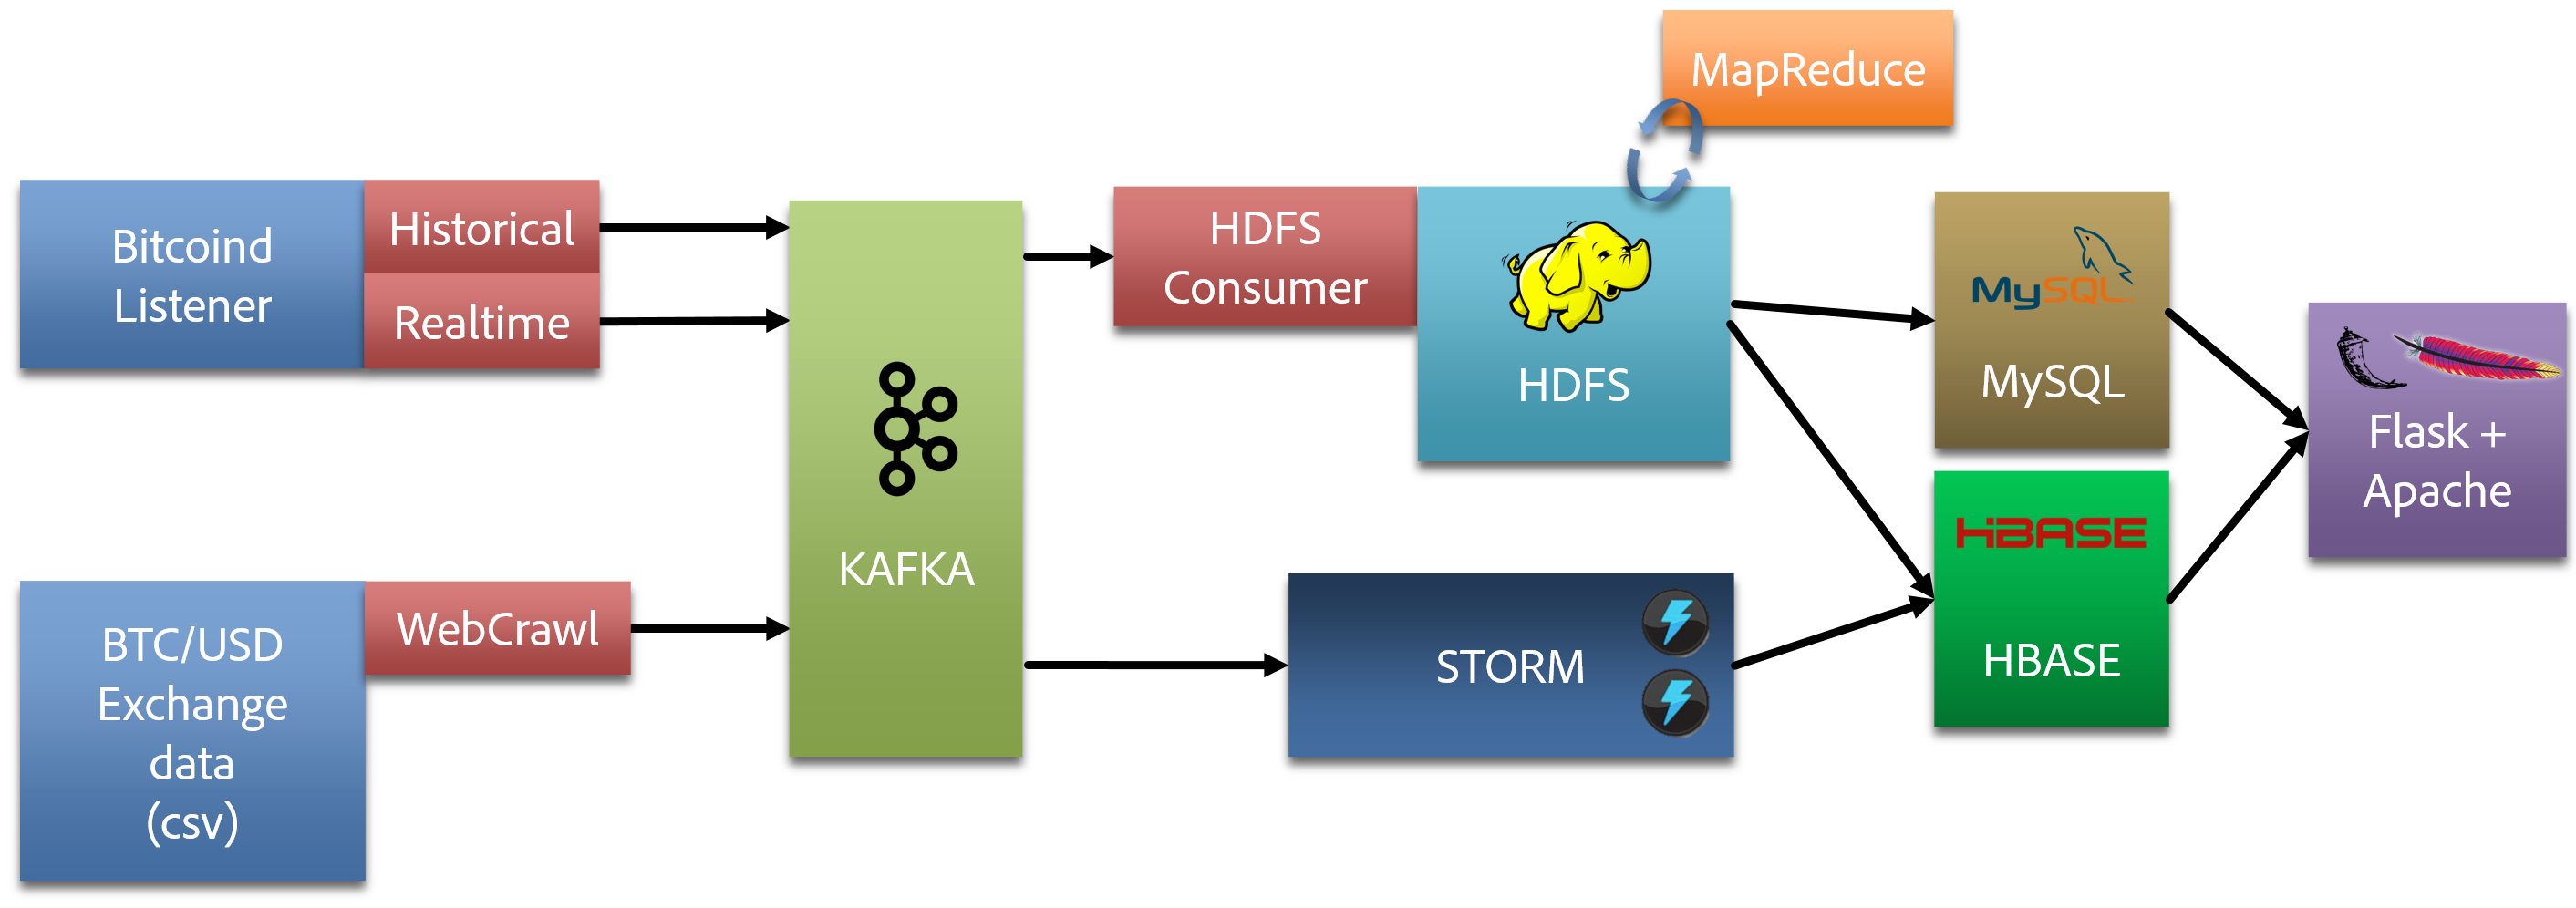 MapReduce
Bitcoind
Listener
Historical
Realtime
HDFS
Consumer
HDFS
MySQL
MySQL
Flask +
Apache
KAFKA
HBASE
HBASE
BTC/USD
Exchange
data
(csv)
WebCrawl
STORM